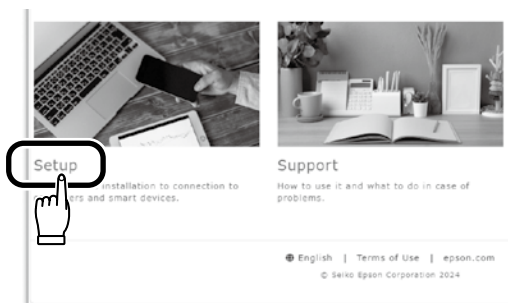 Setup
installation to connection to
ers and smart devices.
Support
How to use it and what to do in case of
problems.
English | Terms of Use | epson.com
© Seiko Epson Corporation 2024